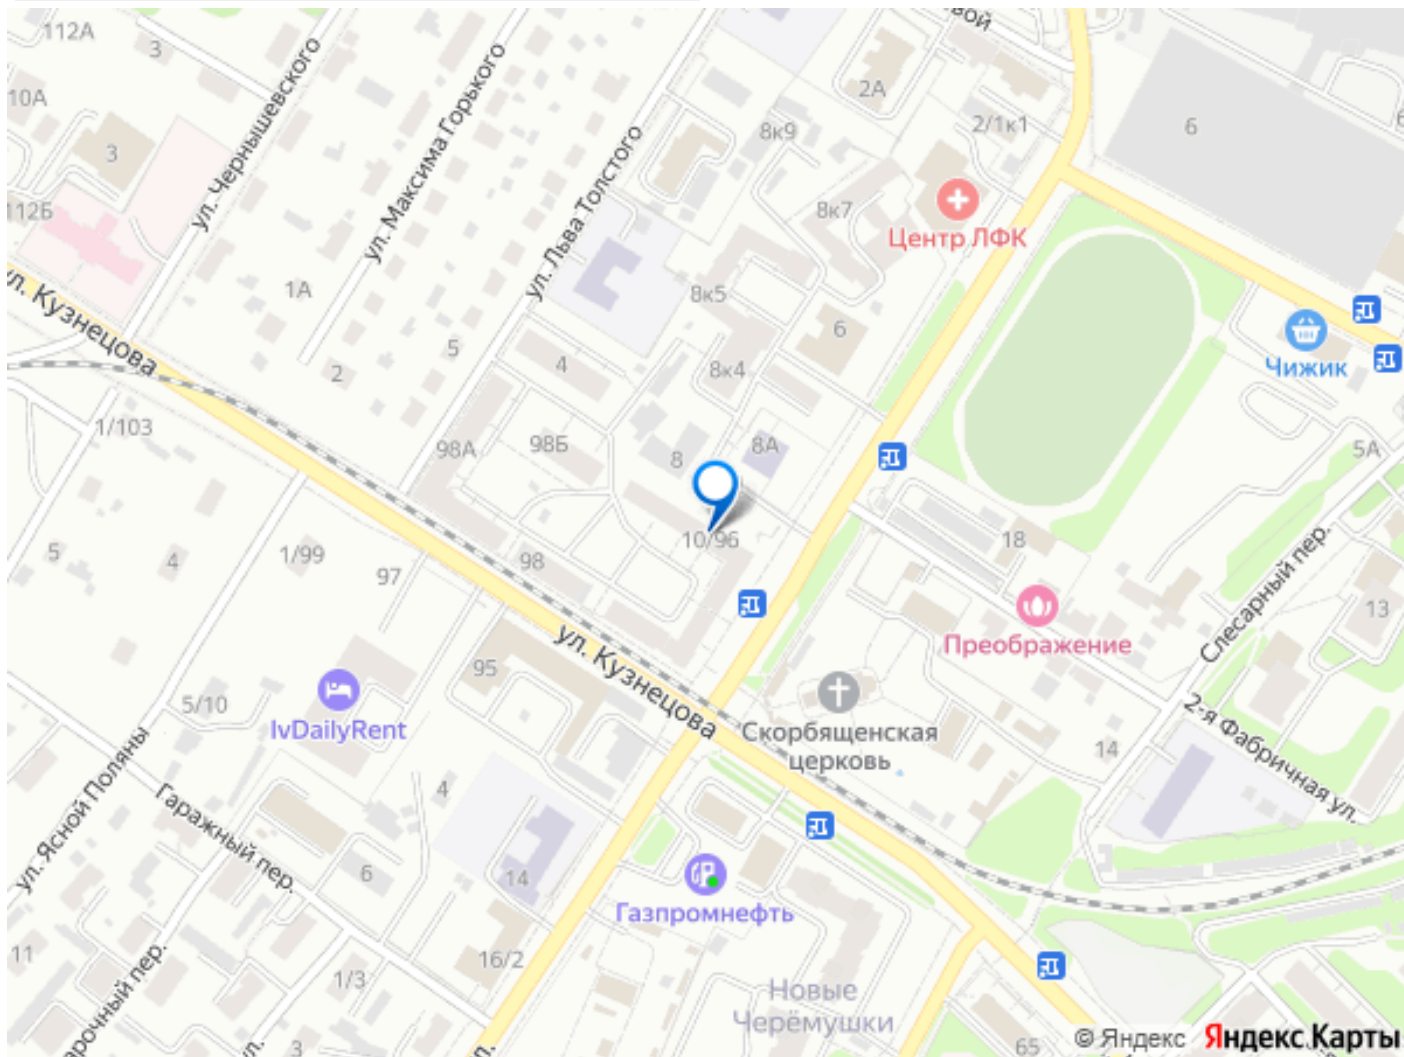 112А
3
вой
10А
2А
3
8к9
2/1к1
6
ул. Чернышевского
ул. Максима Горького
ул. Льва Толстого
112Б
8к7
Центр ЛФК
1А
8к5
6
ул. Кузнецова
5
4
8к4
Чижик
2
1/103
98А
98Б
8
8А
5А
10/96
18
5
4
1/99
97
98
Слесарный пер.
13
ул. Кузнецова
Преображение
95
5/10
IvDailyRent
Скорбященская
церковь
14
2-я Фабричная ул.
ул. Ясной Поляны
Гаражный пер.
4
6
14
Газпромнефть
11
16/2
1/3
арочный пер.
Новые
Черёмушки
3
ул.
65
© Яндекс Яндекс Карты